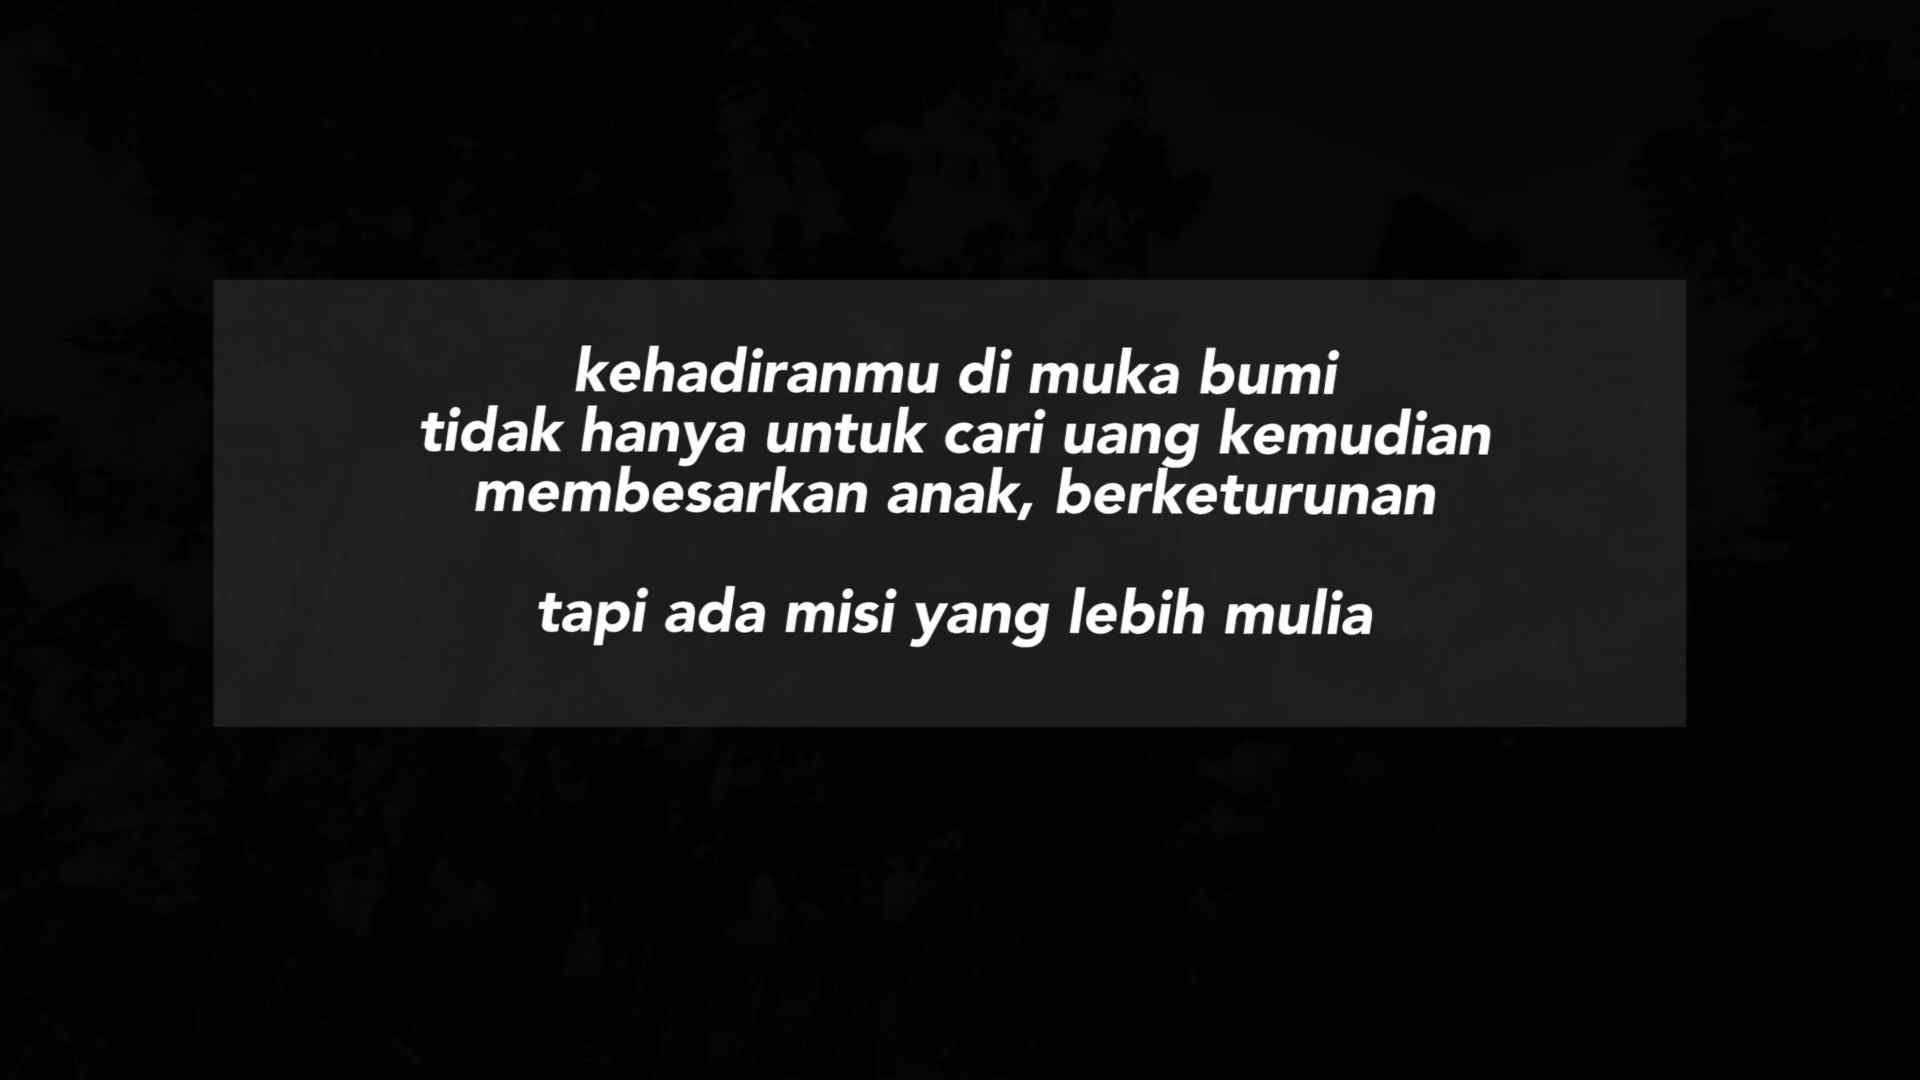 kehadiranmu di muka bumi
tidak hanya untuk cari uang kemudian
membesarkan anak, berketurunan
tapi ada misi yang lebih mulia